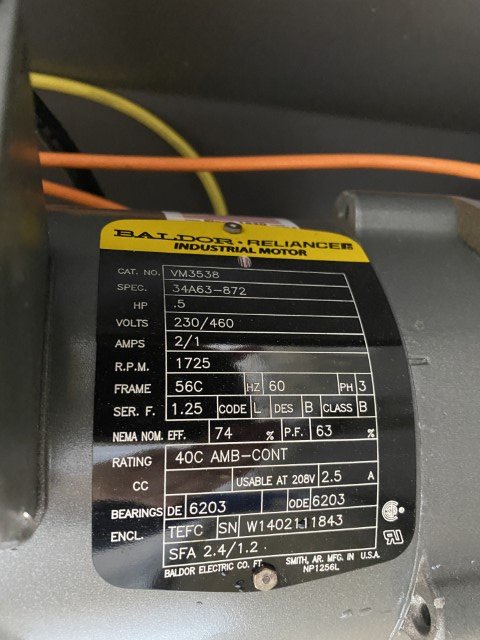 BALDOR • RELIANCER
INDUSTRIAL MOTOR
CAT. NO. VM3538
SPEC. 34A63-872
HP .5
VOLTS 230/460
AMPS 2/1
R.P.M. 1725
FRAME 56C HZ 60 PH 3
SER. F. 1.25 CODE L DES B CLASS B
NEMA NOM. EFF. 74 % P.F. 63 %
RATING 40C AMB-CONT
CC USABLE AT 208V 2.5 A
BEARINGS DE 6203 ODE 6203
ENCL. TEFC SN W1402111843
SFA 2.4/1.2
BALDOR ELECTRIC CO. FT. SMITH, AR. MFG. IN U.S.A.
NP1256L